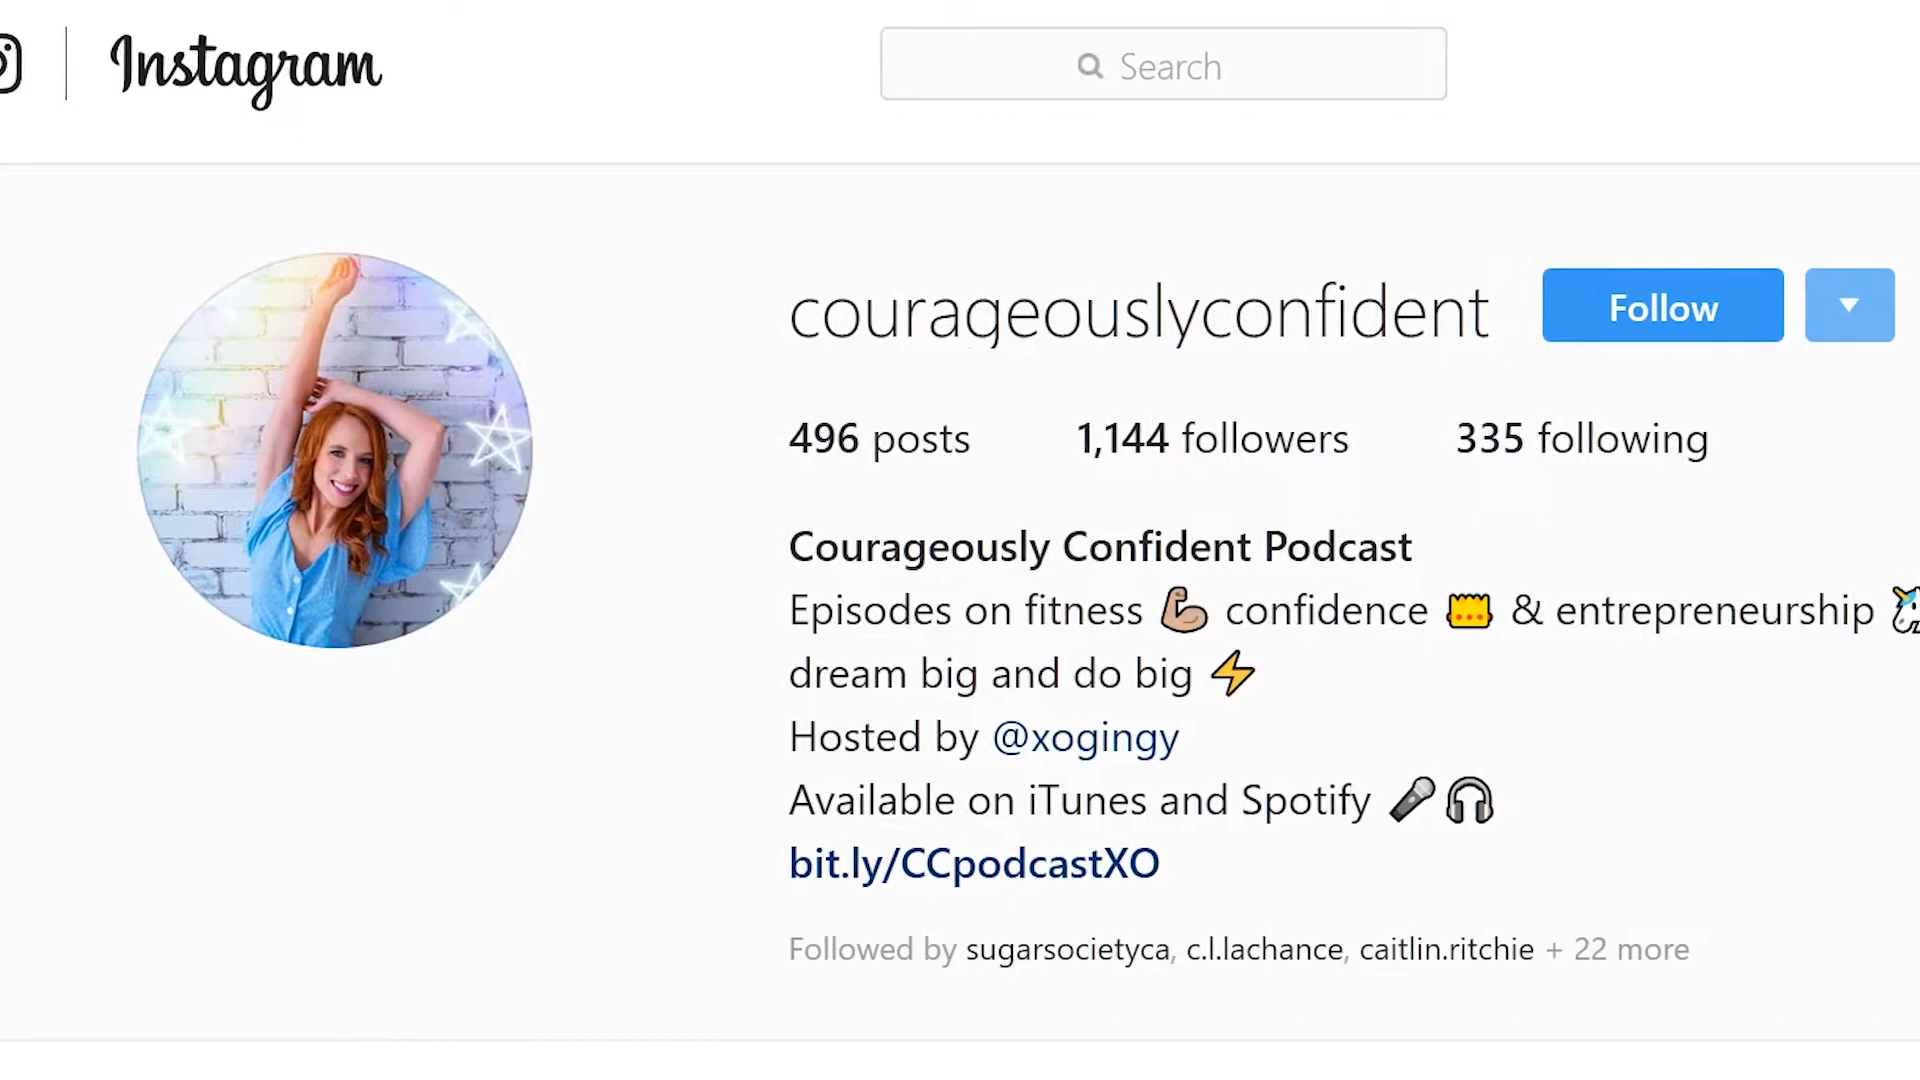 Instagram
Search
courageouslyconfident
Follow
496 posts 1,144 followers 335 following
Courageously Confident Podcast
Episodes on fitness 💪🏼 confidence & entrepreneurship 🦄
dream big and do big ⚡
Hosted by @xogingy
Available on iTunes and Spotify 🎤🎧
bit.ly/CCpodcastXO
Followed by sugarsocietyca, c.l.lachance, caitlin.ritchie + 22 more